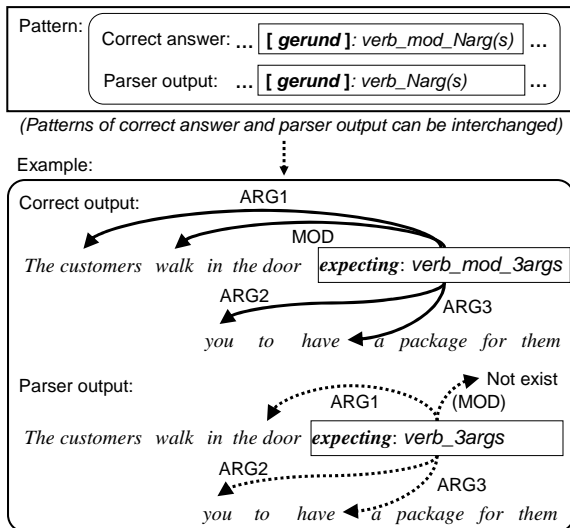 Pattern:
Correct answer: ... [ gerund ]: verb_mod_Narg(s) ...
Parser output: ... [ gerund ]: verb_Narg(s) ...
(Patterns of correct answer and parser output can be interchanged)
Example:
Correct output:
ARG1
MOD
The customers walk in the door expecting: verb_mod_3args
ARG2
ARG3
you to have a package for them
Parser output:
Not exist
(MOD)
ARG1
The customers walk in the door expecting: verb_3args
ARG2
ARG3
you to have a package for them